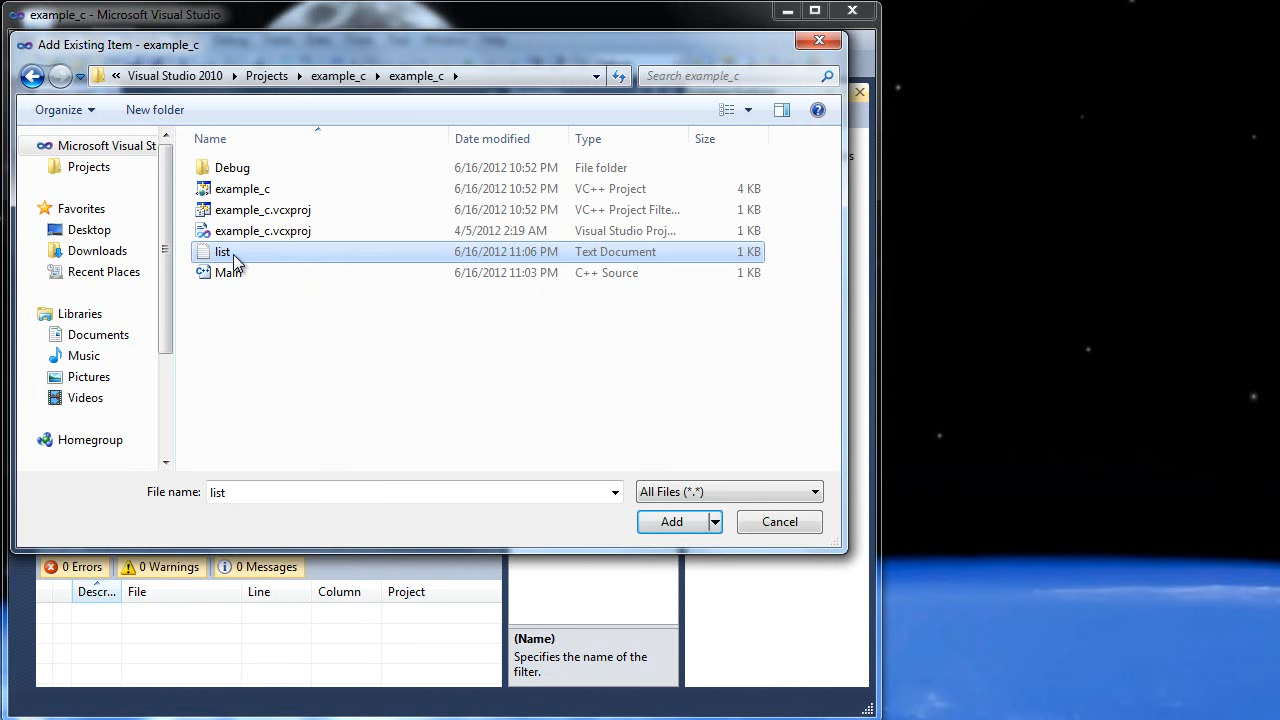 example_c - Microsoft Visual Studio
Add Existing Item - example_c
« Visual Studio 2010 Projects example_c example_c
Search example_c
Organize New folder
Name Date modified Type Size
Microsoft Visual St
Projects
Favorites
Desktop
Downloads
Recent Places
Libraries
Documents
Music
Pictures
Videos
Homegroup
Debug 6/16/2012 10:52 PM File folder
example_c 6/16/2012 10:52 PM VC++ Project 4 KB
example_c.vcxproj 6/16/2012 10:52 PM VC++ Project Filte... 1 KB
example_c.vcxproj 4/5/2012 2:19 AM Visual Studio Proj... 1 KB
list 6/16/2012 11:06 PM Text Document 1 KB
Main 6/16/2012 11:03 PM C++ Source 1 KB
File name: list All Files (*.*)
Add Cancel
0 Errors 0 Warnings 0 Messages
Descr... File Line Column Project
(Name)
Specifies the name of the
filter.